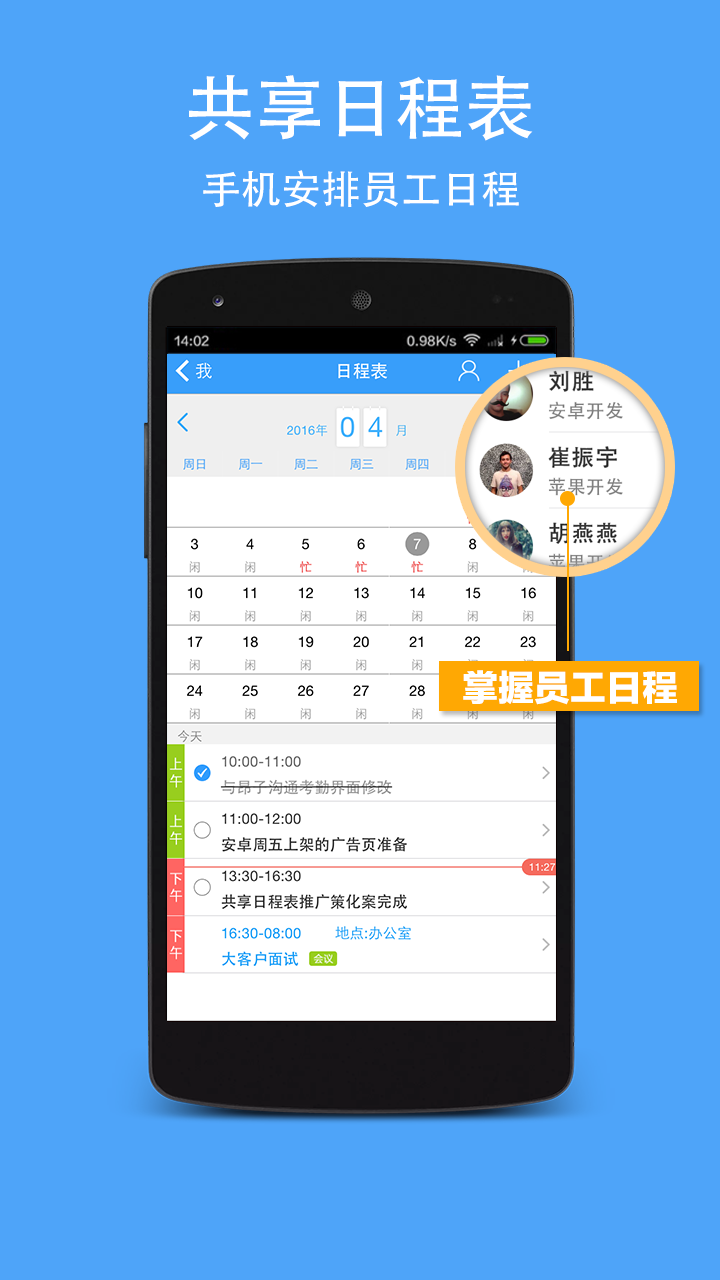 共享日程表
手机安排员工日程
14:02 0.98K/s
我 日程表
2016年 04 月
周日 周一 周二 周三 周四
刘胜
安卓开发
崔振宇
苹果开发
胡燕燕
3 4 5 6 7 8
闲 闲 忙 忙 忙 闲
10 11 12 13 14 15 16
闲 闲 闲 闲 闲 闲 闲
17 18 19 20 21 22 23
闲 闲 闲 闲 闲 闲 闲
24 25 26 27 28
闲 闲 闲 闲 闲 闲 闲
掌握员工日程
今天
上午 10:00-11:00
与昂子沟通考勤界面修改
上午 11:00-12:00
安卓周五上架的广告页准备
11:27
下午 13:30-16:30
共享日程表推广策化案完成
下午 16:30-08:00 地点:办公室
大客户面试 会议